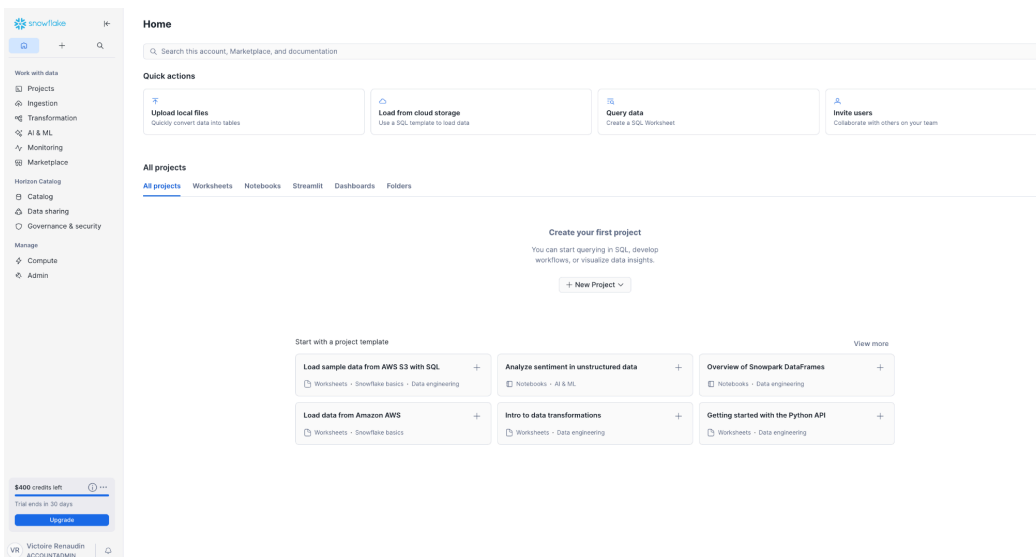 snowflake
Home
Search this account, Marketplace, and documentation
Work with data
Projects
Ingestion
Transformation
AI & ML
Monitoring
Marketplace
Horizon Catalog
Catalog
Data sharing
Governance & security
Manage
Compute
Admin
Quick actions
Upload local files
Quickly convert data into tables
Load from cloud storage
Use a SQL template to load data
Query data
Create a SQL Worksheet
Invite users
Collaborate with others on your team
All projects
All projects Worksheets Notebooks Streamlit Dashboards Folders
Create your first project
You can start querying in SQL, develop
workflows, or visualize data insights.
+ New Project
Start with a project template
View more
Load sample data from AWS S3 with SQL
Worksheets • Snowflake basics • Data engineering
Analyze sentiment in unstructured data
Notebooks • AI & ML
Overview of Snowpark DataFrames
Notebooks • Data engineering
Load data from Amazon AWS
Worksheets • Snowflake basics
Intro to data transformations
Worksheets • Data engineering
Getting started with the Python API
Worksheets • Data engineering
$400 credits left
Trial ends in 30 days
Upgrade
VR
Victoire Renaudin
ACCOUNTADMIN